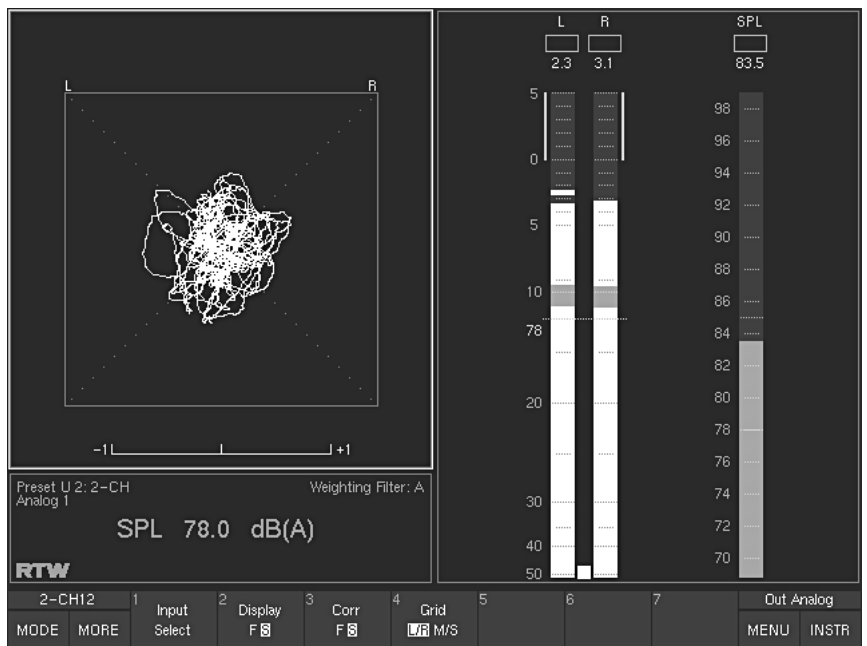 L R
-1 +1
Preset U 2: 2-CH Weighting Filter: A
Analog 1
SPL 78.0 dB(A)
RTW
L R SPL
2.3 3.1 83.5
5
0
5
10
78
20
30
40
50
98
96
94
92
90
88
86
84
82
80
78
76
74
72
70
2-CH12 1 2 3 4 5 6 7 Out Analog
Input Display Corr Grid
MODE MORE Select F S F S L/R M/S MENU INSTR